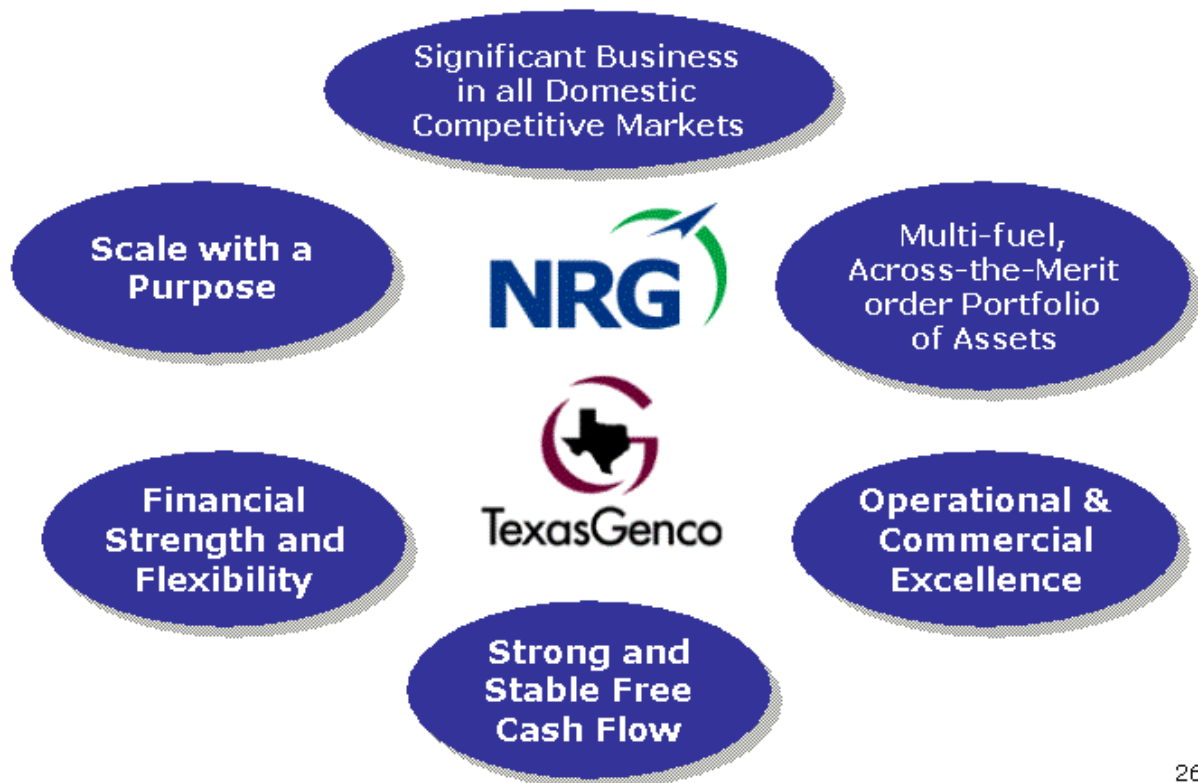 Significant Business
in all Domestic
Competitive Markets
Scale with a
Purpose
NRG
Multi-fuel,
Across-the-Merit
order Portfolio
of Assets
TexasGenco
Financial
Strength and
Flexibility
Operational &
Commercial
Excellence
Strong and
Stable Free
Cash Flow
26